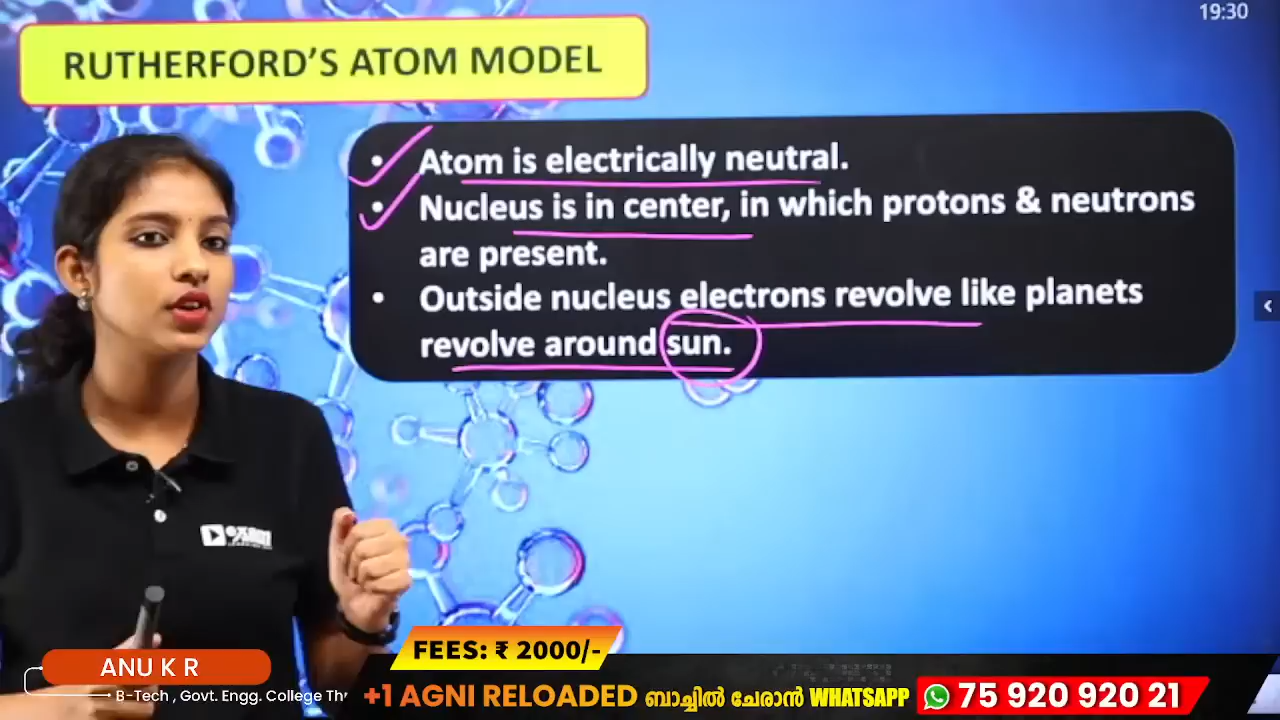 19:30
RUTHERFORD'S ATOM MODEL
• Atom is electrically neutral.
• Nucleus is in center, in which protons & neutrons
are present.
• Outside nucleus electrons revolve like planets
revolve around sun.
FEES: ₹ 2000/-
ANU K R
B-Tech , Govt. Engg. College Th
+1 AGNI RELOADED ബാച്ചിൽ ചേരാൻ WHATSAPP 75 920 920 21